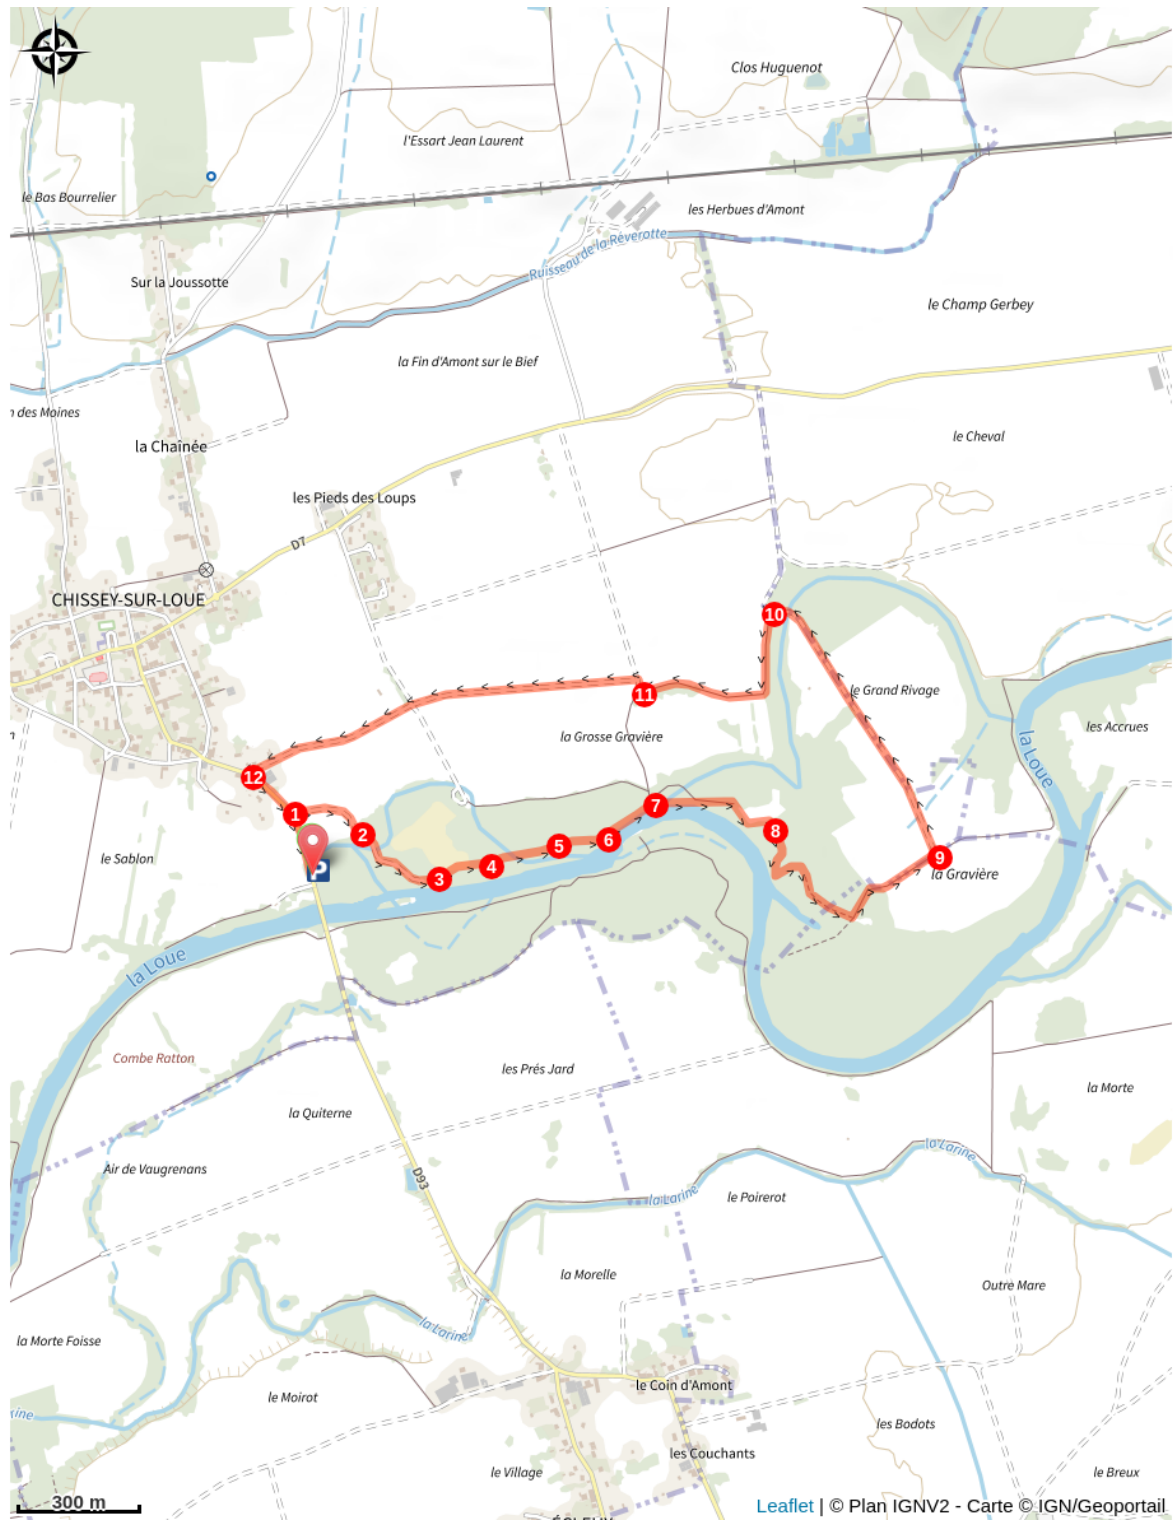 Clos Huguenot
l'Essart Jean Laurent
le Bas Bourrelier
les Herbues d'Amont
Ruisseau de la Réverotte
Sur la Joussotte
le Champ Gerbey
la Fin d'Amont sur le Bief
des Moines
la Chaînée
le Cheval
les Pieds des Loups
D7
CHISSEY-SUR-LOUE
10
le Grand Rivage
11
les Accrues
la Grosse Gravière
la Loue
12
1
7
2
8
6
5
le Sablon
9
4
la Gravière
3
P
la Loue
Combe Ratton
les Prés Jard
la Morte
la Quiterne
la Larine
Air de Vaugrenans
D93
la Larine
le Poirerot
la Morelle
Outre Mare
la Larine
la Morte Foisse
le Coin d'Amont
le Moirot
les Bodots
les Couchants
le Village
le Breux
300 m
Leaflet | © Plan IGNV2 - Carte © IGN/Geoportail